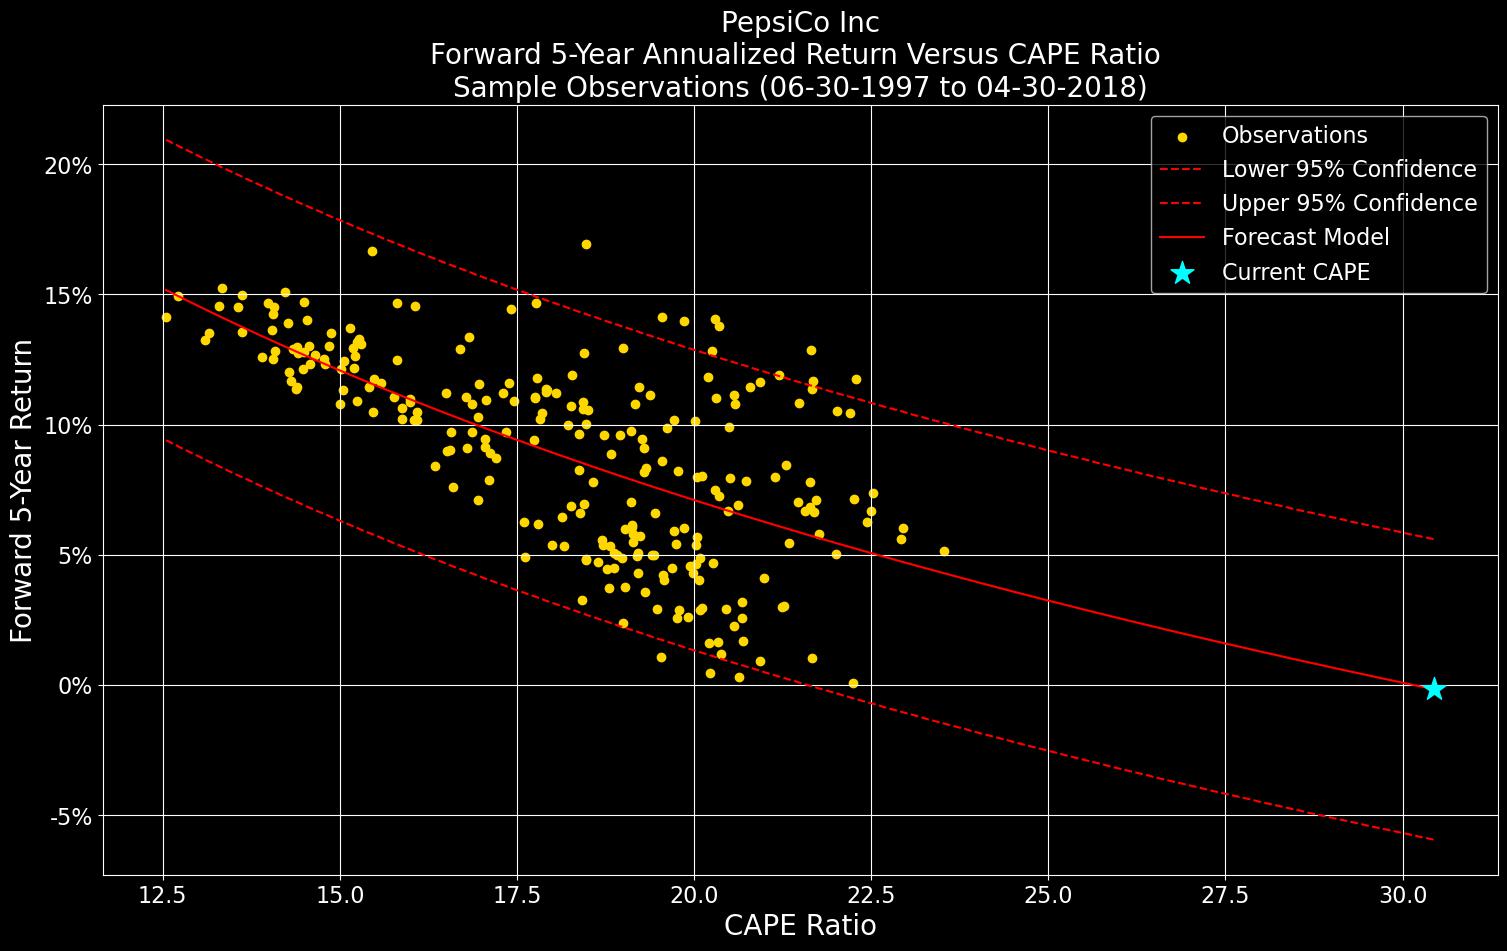 PepsiCo Inc
Forward 5-Year Annualized Return Versus CAPE Ratio
Sample Observations (06-30-1997 to 04-30-2018)
Observations
Lower 95% Confidence
Upper 95% Confidence
Forecast Model
Current CAPE
Forward 5-Year Return
20%
15%
10%
5%
0%
-5%
12.5 15.0 17.5 20.0 22.5 25.0 27.5 30.0
CAPE Ratio